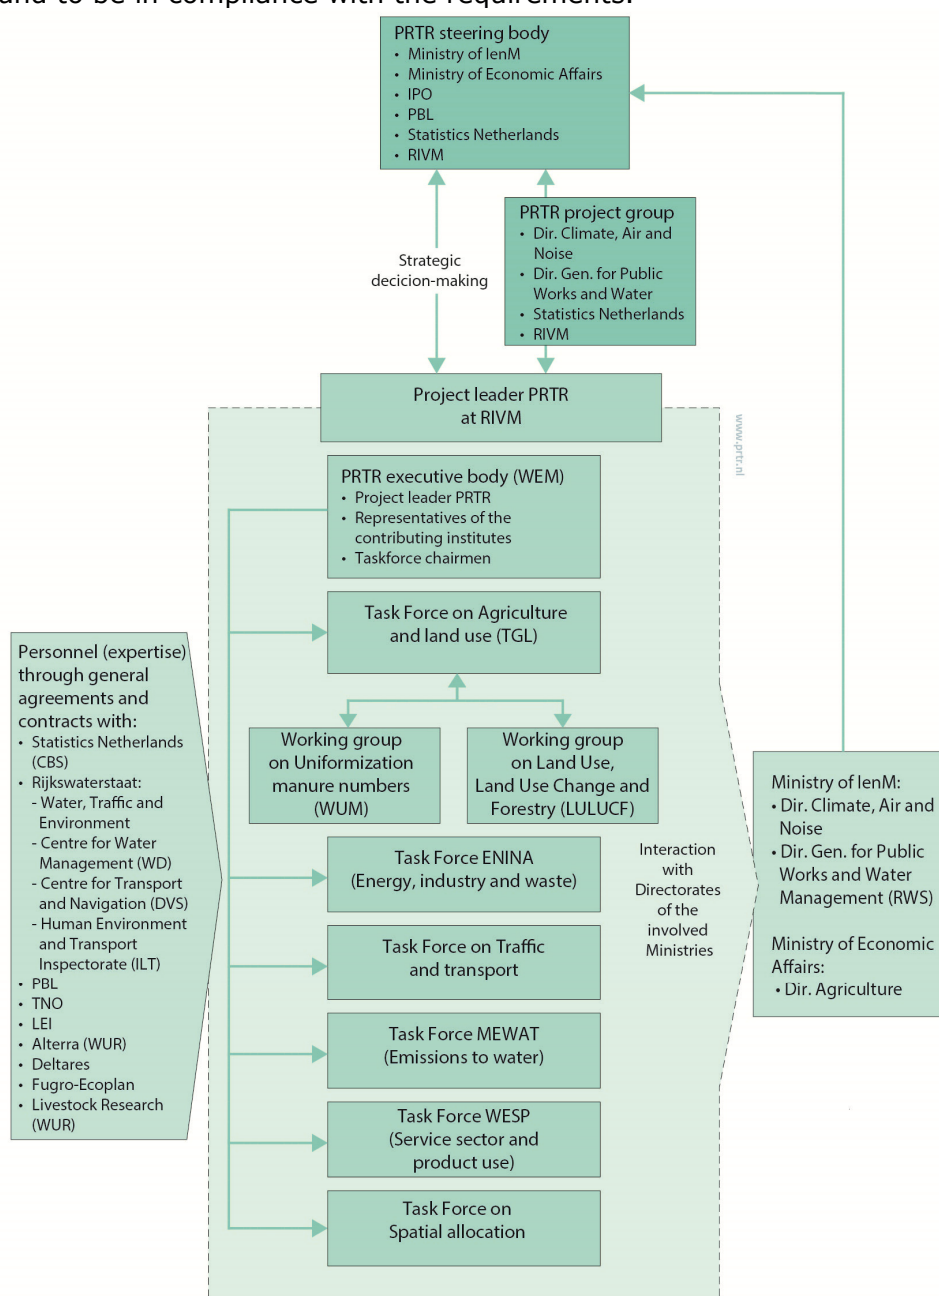 and to be in compliance with the requirements.
PRTR steering body
• Ministry of IenM
• Ministry of Economic Affairs
• IPO
• PBL
• Statistics Netherlands
• RIVM
PRTR project group
• Dir. Climate, Air and
Noise
• Dir. Gen. for Public
Works and Water
• Statistics Netherlands
• RIVM
Strategic
decicion-making
Project leader PRTR
at RIVM
www.prtr.nl
PRTR executive body (WEM)
• Project leader PRTR
• Representatives of the
contributing institutes
• Taskforce chairmen
Task Force on Agriculture
and land use (TGL)
Working group
on Uniformization
manure numbers
(WUM)
Working group
on Land Use,
Land Use Change and
Forestry (LULUCF)
Task Force ENINA
(Energy, industry and waste)
Task Force on Traffic
and transport
Task Force MEWAT
(Emissions to water)
Task Force WESP
(Service sector and
product use)
Task Force on
Spatial allocation
Personnel (expertise)
through general
agreements and
contracts with:
• Statistics Netherlands
(CBS)
• Rijkswaterstaat:
- Water, Traffic and
Environment
- Centre for Water
Management (WD)
- Centre for Transport
and Navigation (DVS)
- Human Environment
and Transport
Inspectorate (ILT)
• PBL
• TNO
• LEI
• Alterra (WUR)
• Deltares
• Fugro-Ecoplan
• Livestock Research
(WUR)
Interaction
with
Directorates
of the
involved
Ministries
Ministry of IenM:
• Dir. Climate, Air and
Noise
• Dir. Gen. for Public
Works and Water
Management (RWS)
Ministry of Economic
Affairs:
• Dir. Agriculture